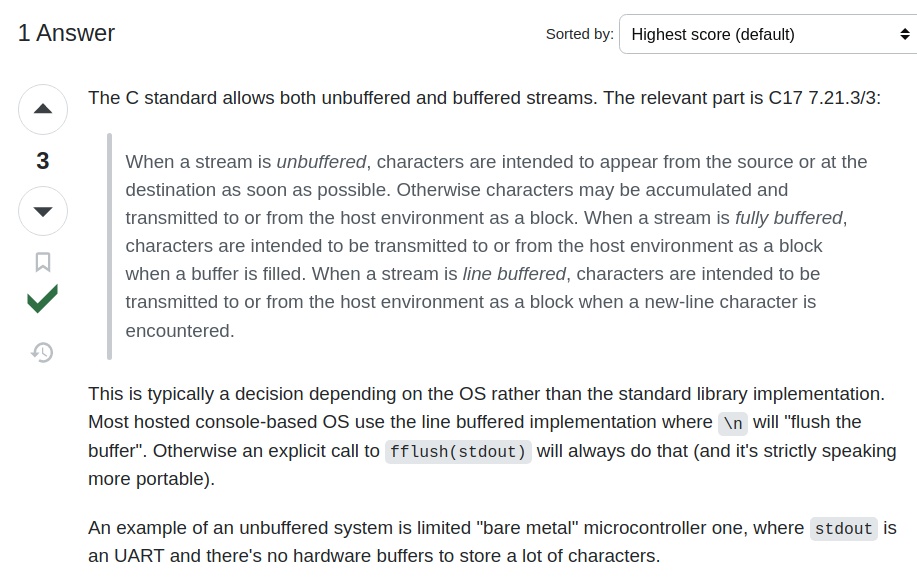 1 Answer
Sorted by: Highest score (default)
The C standard allows both unbuffered and buffered streams. The relevant part is C17 7.21.3/3:
3
When a stream is unbuffered, characters are intended to appear from the source or at the
destination as soon as possible. Otherwise characters may be accumulated and
transmitted to or from the host environment as a block. When a stream is fully buffered,
characters are intended to be transmitted to or from the host environment as a block
when a buffer is filled. When a stream is line buffered, characters are intended to be
transmitted to or from the host environment as a block when a new-line character is
encountered.
This is typically a decision depending on the OS rather than the standard library implementation.
Most hosted console-based OS use the line buffered implementation where \n will "flush the
buffer". Otherwise an explicit call to fflush(stdout) will always do that (and it's strictly speaking
more portable).
An example of an unbuffered system is limited "bare metal" microcontroller one, where stdout is
an UART and there's no hardware buffers to store a lot of characters.